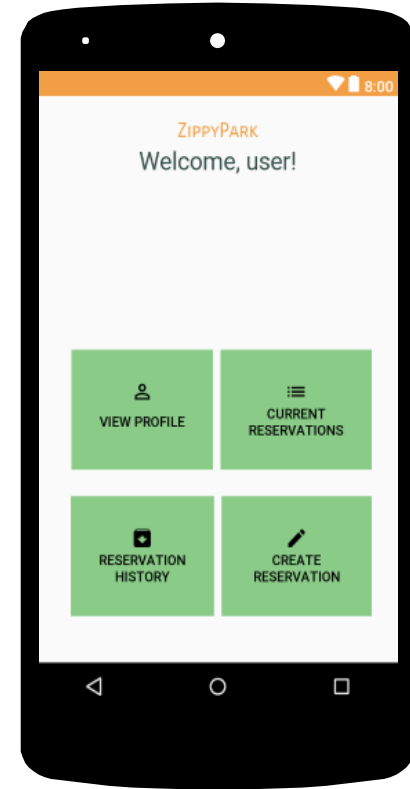 8:00
ZIPPYPARK
Welcome, user!
VIEW PROFILE
CURRENT
RESERVATIONS
RESERVATION
HISTORY
CREATE
RESERVATION